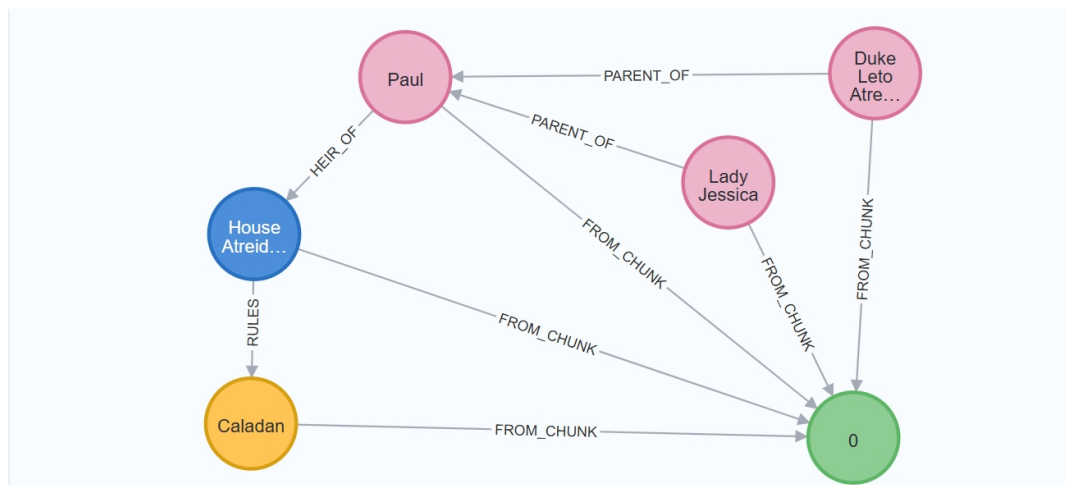 Paul
PARENT_OF
Duke
Leto
Atre…
PARENT_OF
Lady
Jessica
HEIR_OF
House
Atreid…
FROM_CHUNK
FROM_CHUNK
FROM_CHUNK
RULES
FROM_CHUNK
Caladan
FROM_CHUNK
0